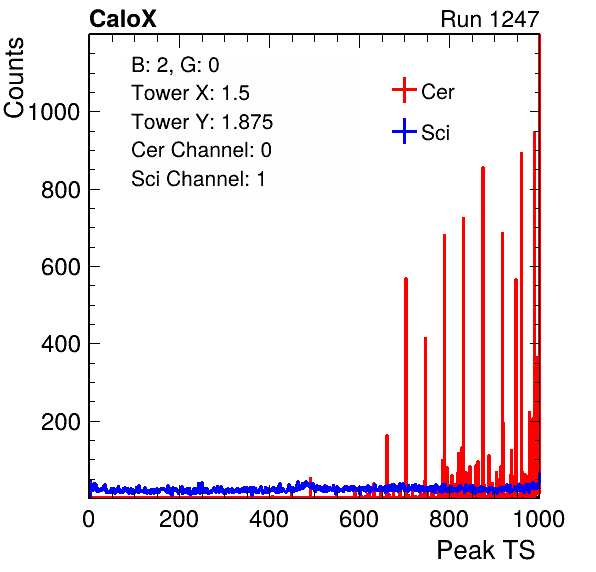 CaloX
Run 1247
Counts
B: 2, G: 0
Tower X: 1.5
Tower Y: 1.875
Cer Channel: 0
Sci Channel: 1
Cer
Sci
1000
800
600
400
200
0 200 400 600 800 1000
Peak TS